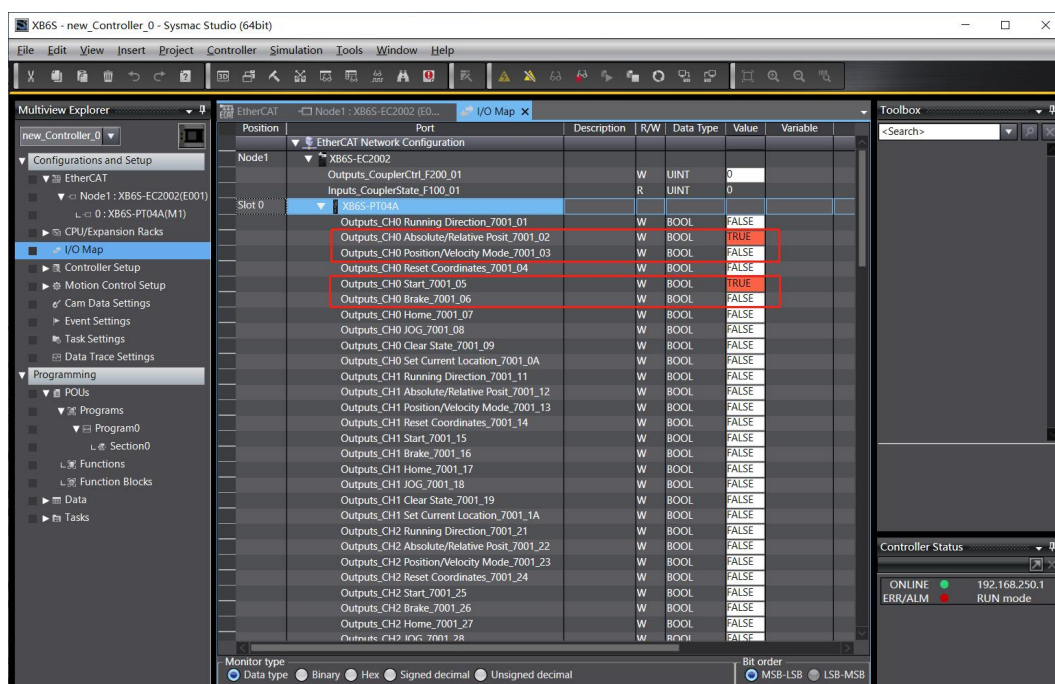 XB6S - new_Controller_0 - Sysmac Studio (64bit)
File Edit View Insert Project Controller Simulation Tools Window Help
Multiview Explorer
new_Controller_0
Configurations and Setup
EtherCAT
Node1 : XB6S-EC2002(E001)
0 : XB6S-PT04A(M1)
CPU/Expansion Racks
I/O Map
Controller Setup
Motion Control Setup
Cam Data Settings
Event Settings
Task Settings
Data Trace Settings
Programming
POUs
Programs
Program0
Section0
Functions
Function Blocks
Data
Tasks
EtherCAT Node1 : XB6S-EC2002 (E0... I/O Map
Position Port Description R/W Data Type Value Variable
EtherCAT Network Configuration
Node1 XB6S-EC2002
Outputs_CouplerCtrl_F200_01 W UINT 0
Inputs_CouplerState_F100_01 R UINT 0
Slot 0 XB6S-PT04A
Outputs_CH0 Running Direction_7001_01 W BOOL FALSE
Outputs_CH0 Absolute/Relative Posit_7001_02 W BOOL TRUE
Outputs_CH0 Position/Velocity Mode_7001_03 W BOOL FALSE
Outputs_CH0 Reset Coordinates_7001_04 W BOOL FALSE
Outputs_CH0 Start_7001_05 W BOOL TRUE
Outputs_CH0 Brake_7001_06 W BOOL FALSE
Outputs_CH0 Home_7001_07 W BOOL FALSE
Outputs_CH0 JOG_7001_08 W BOOL FALSE
Outputs_CH0 Clear State_7001_09 W BOOL FALSE
Outputs_CH0 Set Current Location_7001_0A W BOOL FALSE
Outputs_CH1 Running Direction_7001_11 W BOOL FALSE
Outputs_CH1 Absolute/Relative Posit_7001_12 W BOOL FALSE
Outputs_CH1 Position/Velocity Mode_7001_13 W BOOL FALSE
Outputs_CH1 Reset Coordinates_7001_14 W BOOL FALSE
Outputs_CH1 Start_7001_15 W BOOL FALSE
Outputs_CH1 Brake_7001_16 W BOOL FALSE
Outputs_CH1 Home_7001_17 W BOOL FALSE
Outputs_CH1 JOG_7001_18 W BOOL FALSE
Outputs_CH1 Clear State_7001_19 W BOOL FALSE
Outputs_CH1 Set Current Location_7001_1A W BOOL FALSE
Outputs_CH2 Running Direction_7001_21 W BOOL FALSE
Outputs_CH2 Absolute/Relative Posit_7001_22 W BOOL FALSE
Outputs_CH2 Position/Velocity Mode_7001_23 W BOOL FALSE
Outputs_CH2 Reset Coordinates_7001_24 W BOOL FALSE
Outputs_CH2 Start_7001_25 W BOOL FALSE
Outputs_CH2 Brake_7001_26 W BOOL FALSE
Outputs_CH2 Home_7001_27 W BOOL FALSE
Outputs_CH2 JOG_7001_28 W BOOL FALSE
Monitor type
Data type Binary Hex Signed decimal Unsigned decimal
Bit order
MSB-LSB LSB-MSB
Toolbox
<Search>
Controller Status
ONLINE 192.168.250.1
ERR/ALM RUN mode